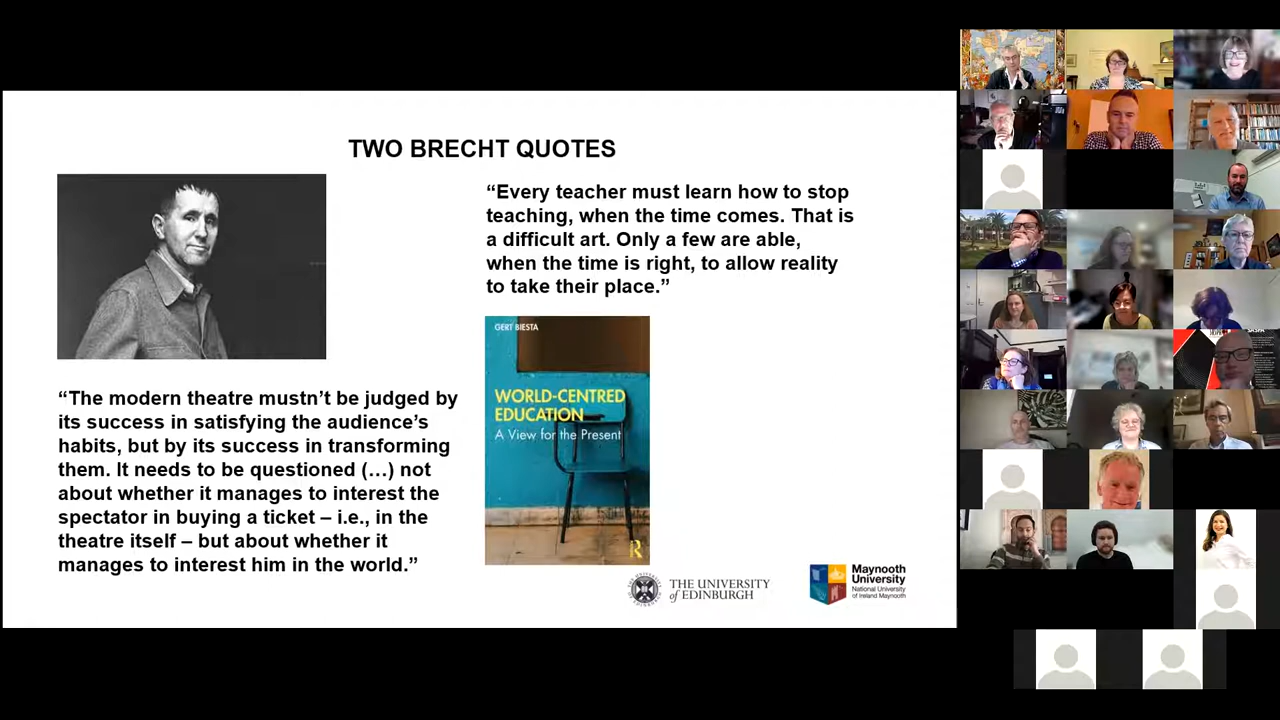 TWO BRECHT QUOTES
“Every teacher must learn how to stop
teaching, when the time comes. That is
a difficult art. Only a few are able,
when the time is right, to allow reality
to take their place.”
“The modern theatre mustn’t be judged by
its success in satisfying the audience’s
habits, but by its success in transforming
them. It needs to be questioned (…) not
about whether it manages to interest the
spectator in buying a ticket – i.e., in the
theatre itself – but about whether it
manages to interest him in the world.”
GERT BIESTA
WORLD-CENTRED
EDUCATION
A View for the Present
R
THE UNIVERSITY
of EDINBURGH
Maynooth
University
National University
of Ireland Maynooth